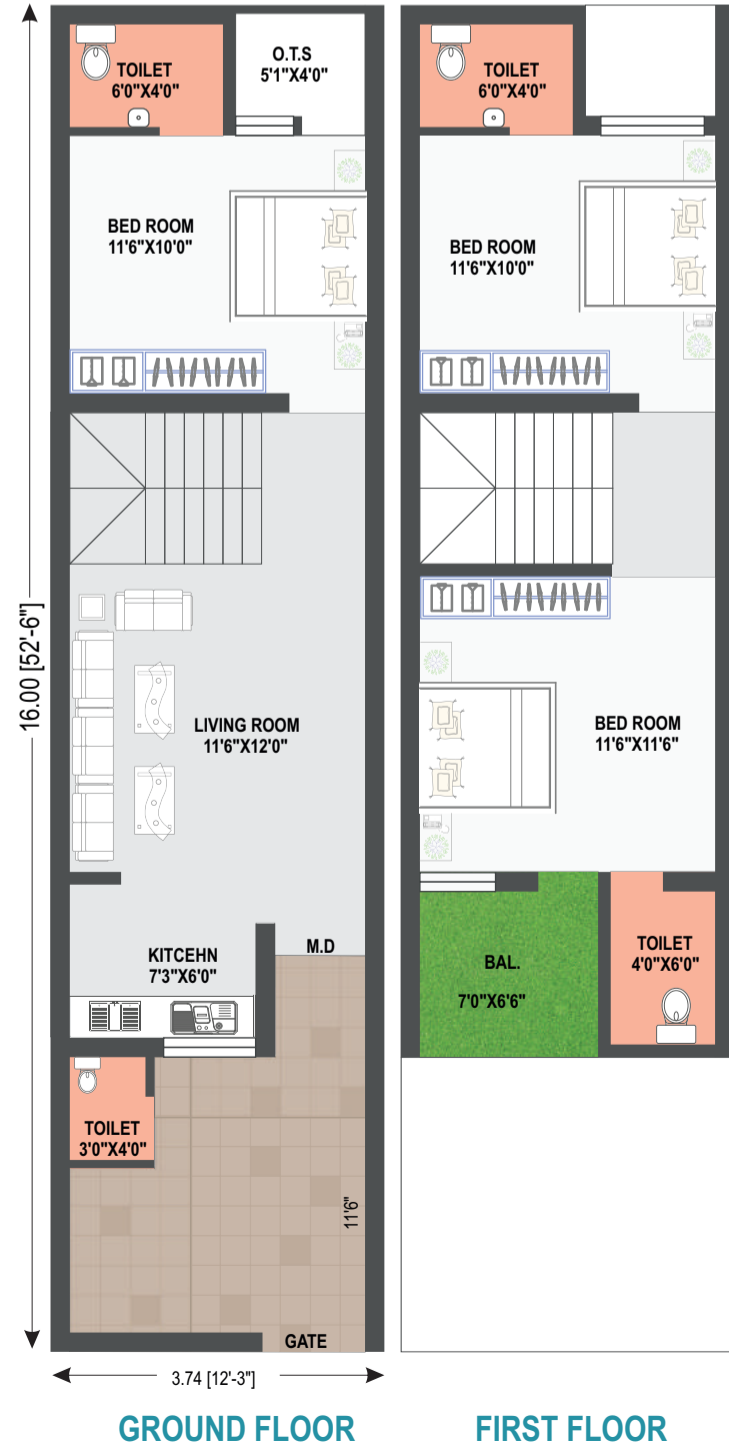 TOILET
6'0"X4'0"
O.T.S
5'1"X4'0"
BED ROOM
11'6"X10'0"
LIVING ROOM
11'6"X12'0"
KITCEHN
7'3"X6'0"
M.D
TOILET
3'0"X4'0"
11'6"
GATE
16.00 [52'-6"]
3.74 [12'-3"]
GROUND FLOOR
TOILET
6'0"X4'0"
BED ROOM
11'6"X10'0"
BED ROOM
11'6"X11'6"
BAL.
7'0"X6'6"
TOILET
4'0"X6'0"
FIRST FLOOR